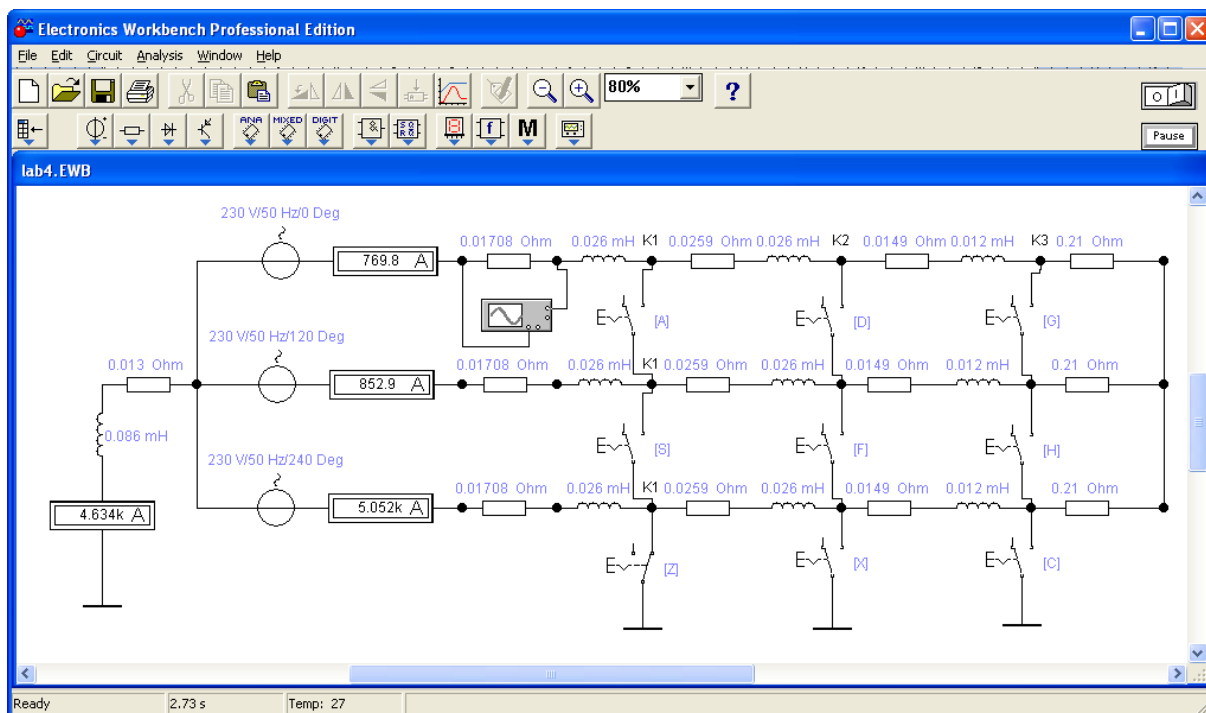 Electronics Workbench Professional Edition
File Edit Circuit Analysis Window Help
80%
?
O I
ANA MIXED DIGIT
&
f M
Pause
lab4.EWB
230 V/50 Hz/0 Deg
0.01708 Ohm 0.026 mH K1 0.0259 Ohm 0.026 mH K2 0.0149 Ohm 0.012 mH K3 0.21 Ohm
769.8 A
[A] [D] [G]
230 V/50 Hz/120 Deg
0.013 Ohm
0.01708 Ohm 0.026 mH K1 0.0259 Ohm 0.026 mH 0.0149 Ohm 0.012 mH 0.21 Ohm
852.9 A
0.086 mH
[S] [F] [H]
230 V/50 Hz/240 Deg
0.01708 Ohm 0.026 mH K1 0.0259 Ohm 0.026 mH 0.0149 Ohm 0.012 mH 0.21 Ohm
4.634k A
5.052k A
[Z] [X] [C]
Ready 2.73 s Temp: 27